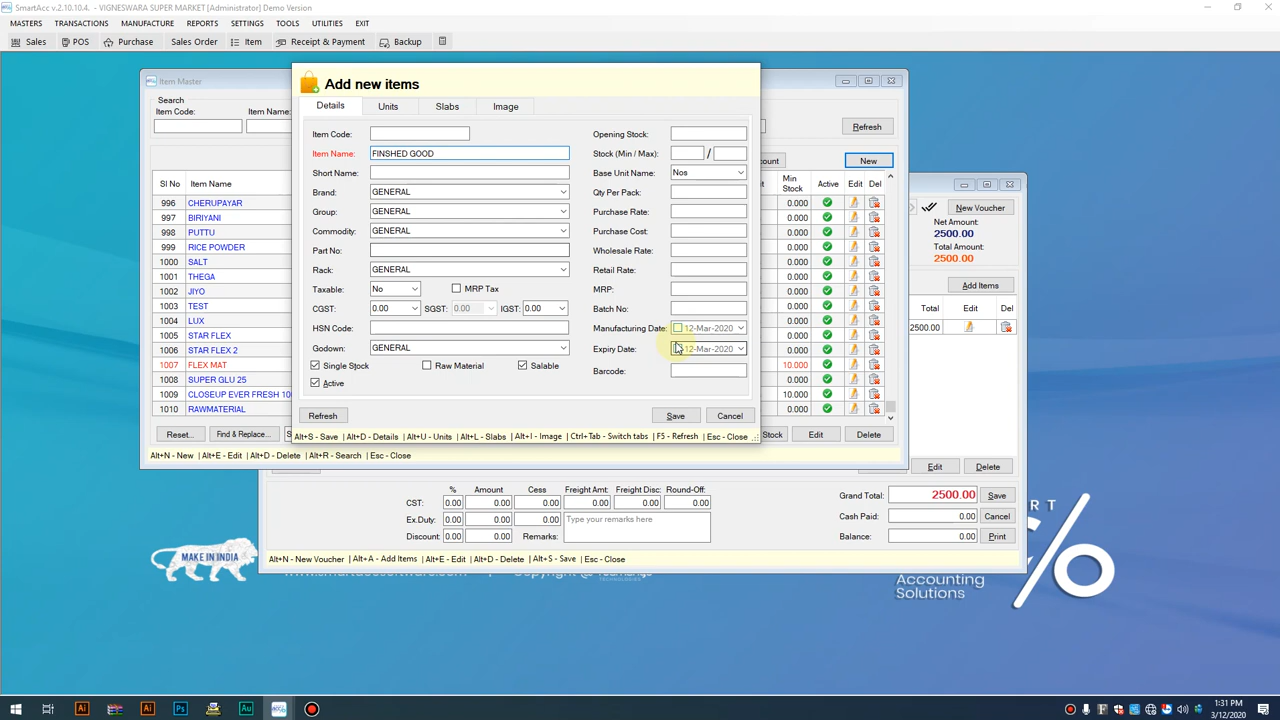 SmartAcc v.2.10.10.4. - VIGNESWARA SUPER MARKET [Administrator] Demo Version
MASTERS TRANSACTIONS MANUFACTURE REPORTS SETTINGS TOOLS UTILITIES EXIT
Sales POS Purchase Sales Order Item Receipt & Payment Backup
Item Master
Search
Item Code: Item Name:
Refresh
New
Sl No Item Name Min Stock Active Edit Del
996 CHERUPAYAR 0.000
997 BIRIYANI 0.000
998 PUTTU 0.000
999 RICE POWDER 0.000
1000 SALT 0.000
1001 THEGA 0.000
1002 JIYO 0.000
1003 TEST 0.000
1004 LUX 0.000
1005 STAR FLEX 0.000
1006 STAR FLEX 2 0.000
1007 FLEX MAT 10.000
1008 SUPER GLU 25 0.000
1009 CLOSEUP EVER FRESH 10.000
1010 RAWMATERIAL 0.000
Reset... Find & Replace... Stock Edit Delete
Alt+N - New Alt+E - Edit Alt+D - Delete Alt+R - Search Esc - Close
Add new items
Details Units Slabs Image
Item Code: Opening Stock:
Item Name: FINSHED GOOD Stock (Min / Max): /
Short Name: Base Unit Name: Nos
Brand: GENERAL Qty Per Pack:
Group: GENERAL Purchase Rate:
Commodity: GENERAL Purchase Cost:
Part No: Wholesale Rate:
Rack: GENERAL Retail Rate:
Taxable: No MRP Tax MRP:
CGST: 0.00 SGST: 0.00 IGST: 0.00 Batch No:
HSN Code: Manufacturing Date: 12-Mar-2020
Godown: GENERAL Expiry Date: 12-Mar-2020
Single Stock Raw Material Salable Barcode:
Active
Refresh Save Cancel
Alt+S - Save Alt+D - Details Alt+U - Units Alt+L - Slabs Alt+I - Image Ctrl+Tab - Switch tabs F5 - Refresh Esc - Close
New Voucher
Net Amount:
2500.00
Total Amount:
2500.00
Add Items
Total Edit Del
2500.00
Edit Delete
% Amount Cess Freight Amt: Freight Disc: Round-Off:
CST: 0.00 0.00 0.00 0.00 0.00 0.00
Ex.Duty: 0.00 0.00 0.00 Type your remarks here
Discount: 0.00 0.00 Remarks:
Grand Total: 2500.00 Save
Cash Paid: 0.00 Cancel
Balance: 0.00 Print
Alt+N - New Voucher Alt+A - Add Items Alt+E - Edit Alt+D - Delete Alt+S - Save Esc - Close
MAKE IN INDIA
Accounting
Solutions
1:31 PM
3/12/2020